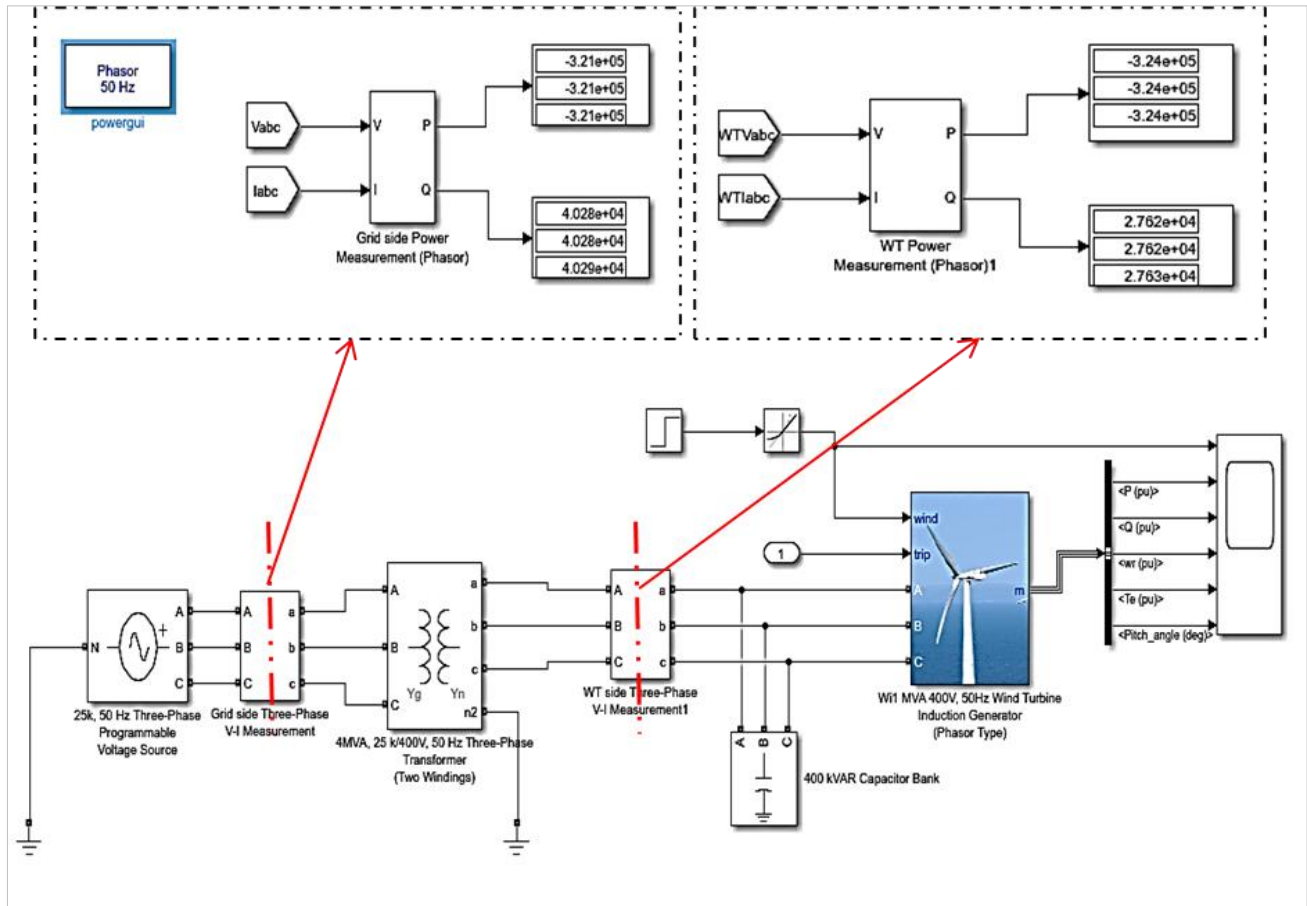 Phasor
50 Hz
powergui
Vabc
Iabc
V
P
I
Q
Grid side Power
Measurement (Phasor)
-3.21e+05
-3.21e+05
-3.21e+05
4.028e+04
4.028e+04
4.029e+04
WTVabc
WTIabc
V
P
I
Q
WT Power
Measurement (Phasor)1
-3.24e+05
-3.24e+05
-3.24e+05
2.762e+04
2.762e+04
2.763e+04
N
A
B
C
25k, 50 Hz Three-Phase
Programmable
Voltage Source
A
B
C
a
b
c
Grid side Three-Phase
V-I Measurement
A
B
C
a
b
c
n2
Yg
Yn
4MVA, 25 k/400V, 50 Hz Three-Phase
Transformer
(Two Windings)
A
B
C
a
b
c
WT side Three-Phase
V-I Measurement1
A
B
C
400 kVAR Capacitor Bank
1
wind
trip
A
B
C
m
Wi1 MVA 400V, 50Hz Wind Turbine
Induction Generator
(Phasor Type)
<P (pu)>
<Q (pu)>
<wr (pu)>
<Te (pu)>
<Pitch_angle (deg)>